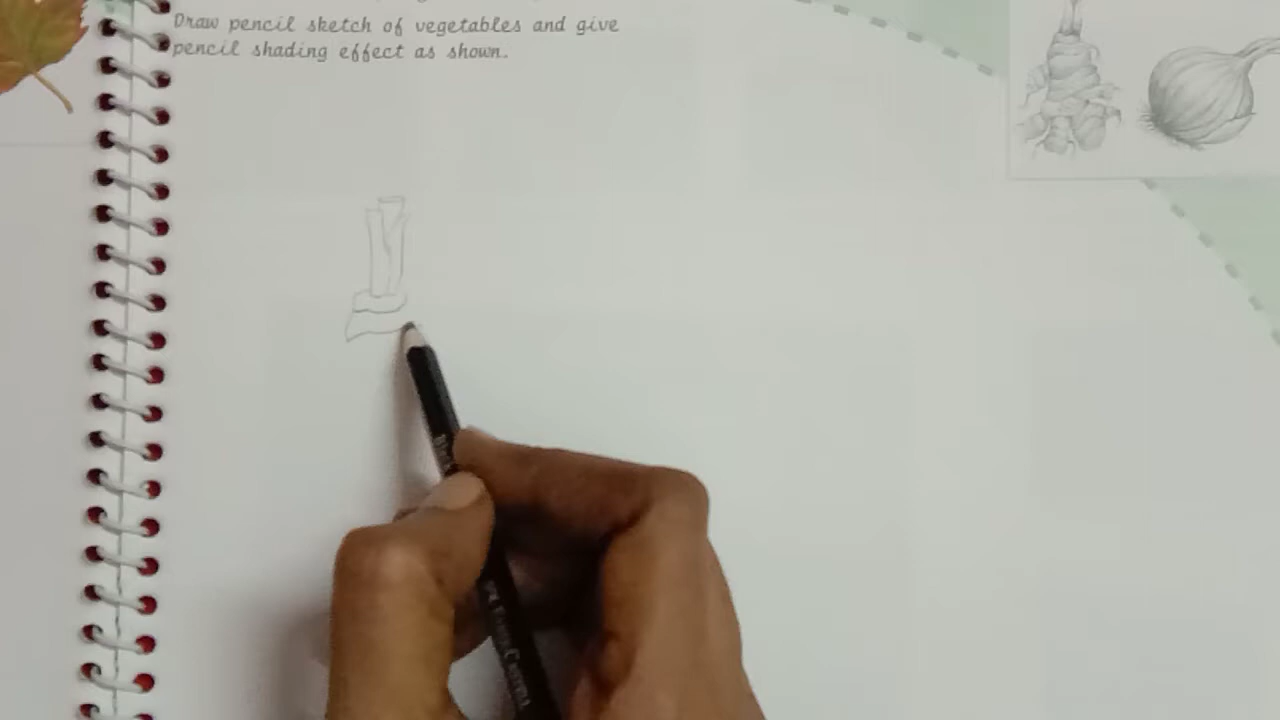 Draw pencil sketch of vegetables and give
pencil shading effect as shown.